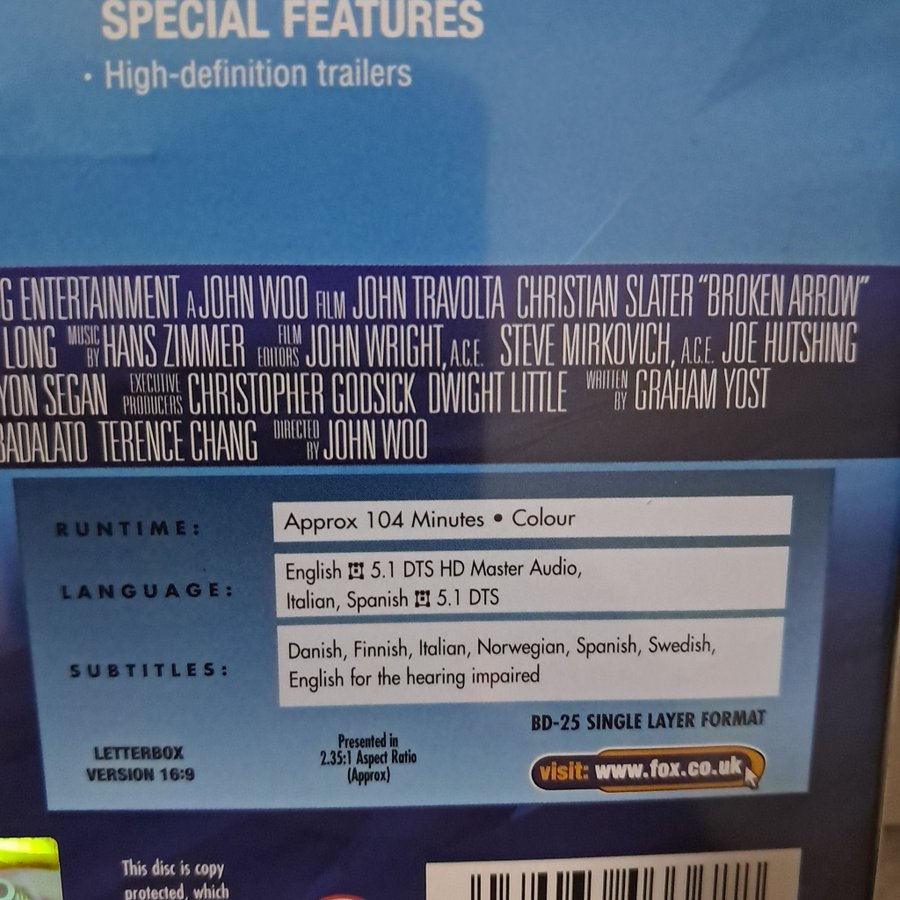 SPECIAL FEATURES
· High-definition trailers
G ENTERTAINMENT A JOHN WOO FILM JOHN TRAVOLTA CHRISTIAN SLATER "BROKEN ARROW"
LONG MUSIC BY HANS ZIMMER FILM EDITORS JOHN WRIGHT, A.C.E. STEVE MIRKOVICH, A.C.E. JOE HUTSHING
YON SEGAN EXECUTIVE PRODUCERS CHRISTOPHER GODSICK DWIGHT LITTLE WRITTEN BY GRAHAM YOST
BADALATO TERENCE CHANG DIRECTED BY JOHN WOO
RUNTIME: Approx 104 Minutes • Colour
LANGUAGE: English 5.1 DTS HD Master Audio,
Italian, Spanish 5.1 DTS
SUBTITLES: Danish, Finnish, Italian, Norwegian, Spanish, Swedish,
English for the hearing impaired
BD-25 SINGLE LAYER FORMAT
LETTERBOX
VERSION 16:9
Presented in
2.35:1 Aspect Ratio
(Approx)
visit: www.fox.co.uk
This disc is copy
protected, which